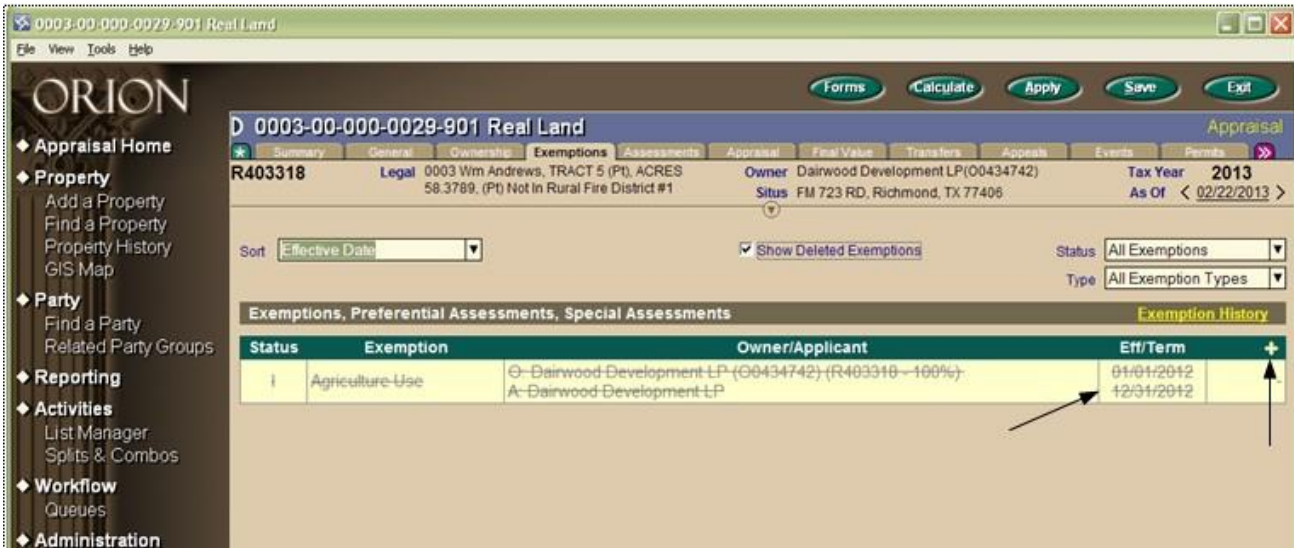 0003-00-000-0029-901 Real Land
File View Tools Help
ORION
Forms Calculate Apply Save Exit
D 0003-00-000-0029-901 Real Land Appraisal
Summary General Ownership Exemptions Assessments Appraisal Final Value Transfers Appeals Events Permits
R403318 Legal 0003 Wm Andrews, TRACT 5 (Pt), ACRES Owner Dairwood Development LP(O0434742) Tax Year 2013
58.3789, (Pt) Not In Rural Fire District #1 Situs FM 723 RD, Richmond, TX 77406 As Of < 02/22/2013 >
Appraisal Home
Property
Add a Property
Find a Property
Property History
GIS Map
Party
Find a Party
Related Party Groups
Reporting
Activities
List Manager
Splits & Combos
Workflow
Queues
Administration
Sort Effective Date Show Deleted Exemptions Status All Exemptions
Type All Exemption Types
Exemptions, Preferential Assessments, Special Assessments Exemption History
Status Exemption Owner/Applicant Eff/Term +
I Agriculture Use O: Dairwood Development LP (O0434742) (R403318 - 100%) 01/01/2012
A: Dairwood Development LP 12/31/2012